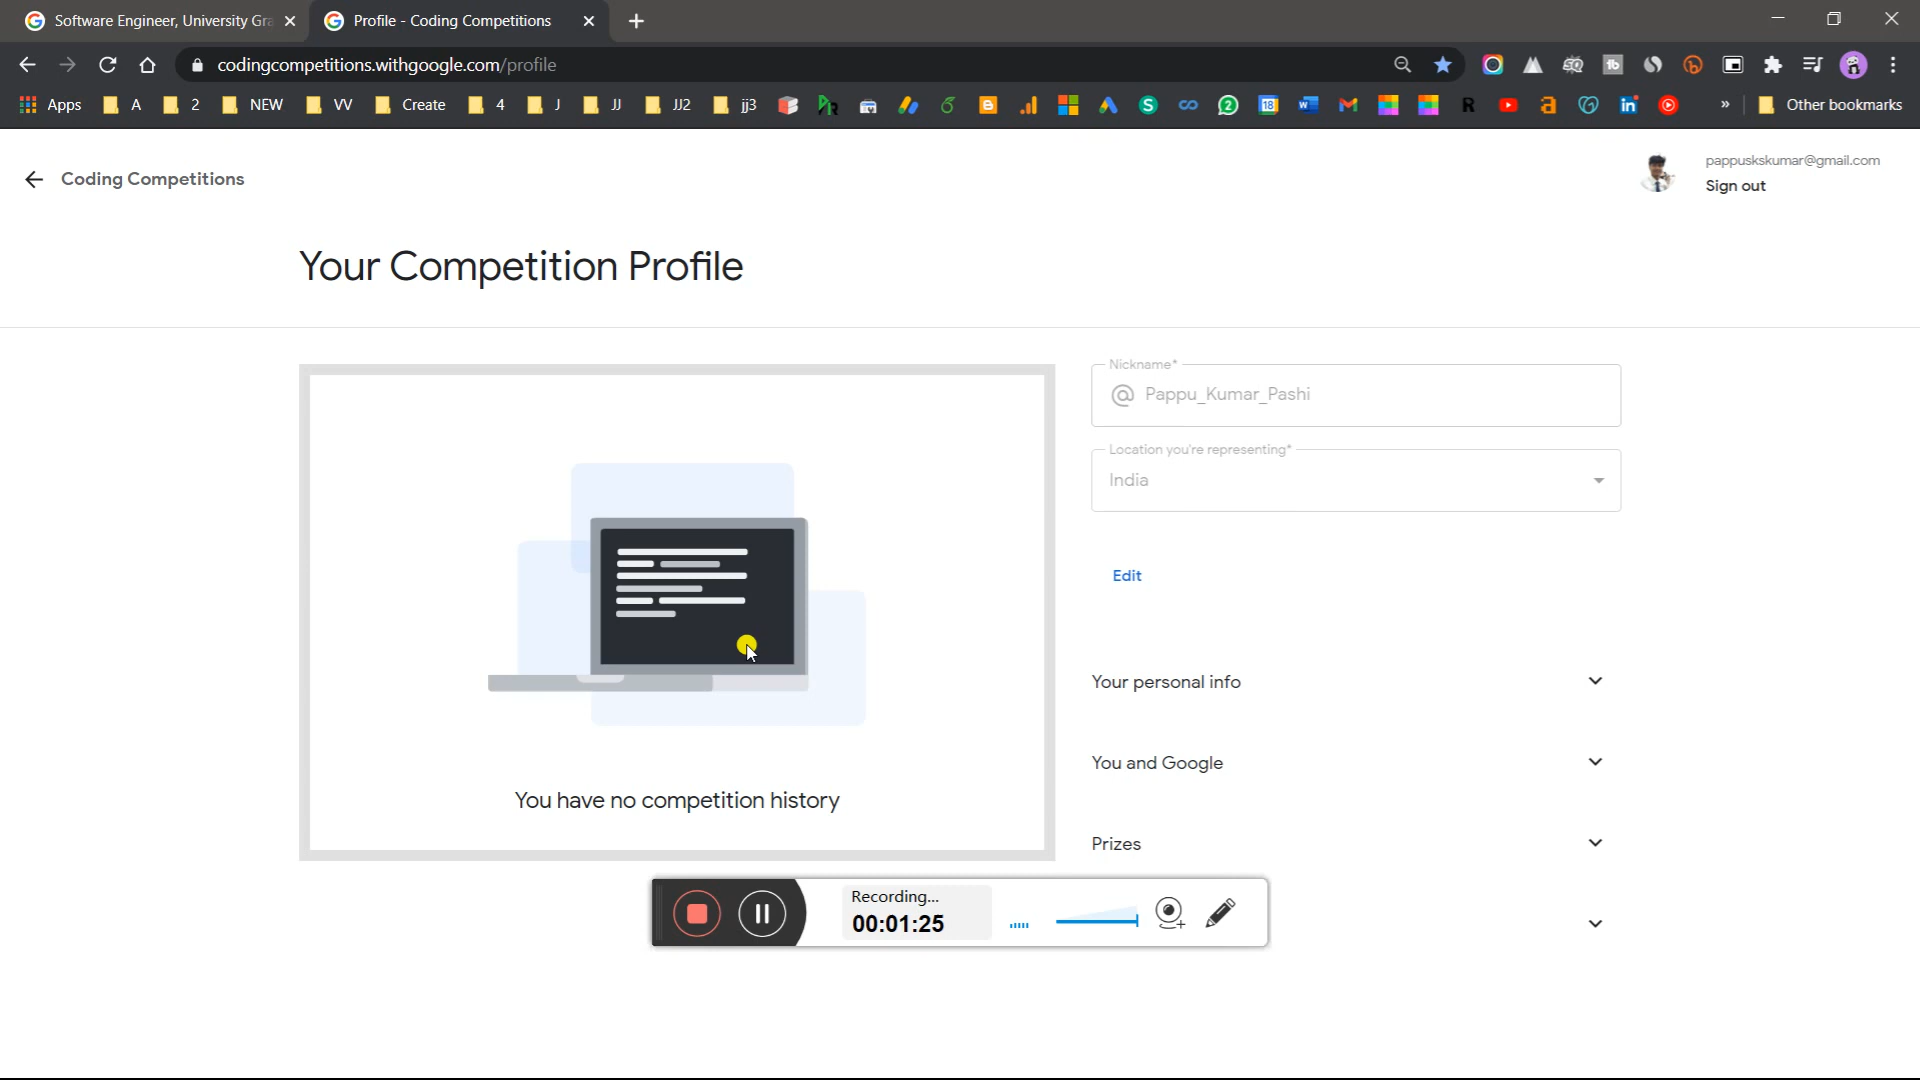 Software Engineer, University Gra
Profile - Coding Competitions
codingcompetitions.withgoogle.com/profile
Apps A 2 NEW VV Create 4 J JJ JJ2 jj3 » Other bookmarks
Coding Competitions
pappuskskumar@gmail.com
Sign out
Your Competition Profile
Nickname*
@ Pappu_Kumar_Pashi
Location you're representing*
India
Edit
Your personal info
You and Google
You have no competition history
Prizes
Recording...
00:01:25